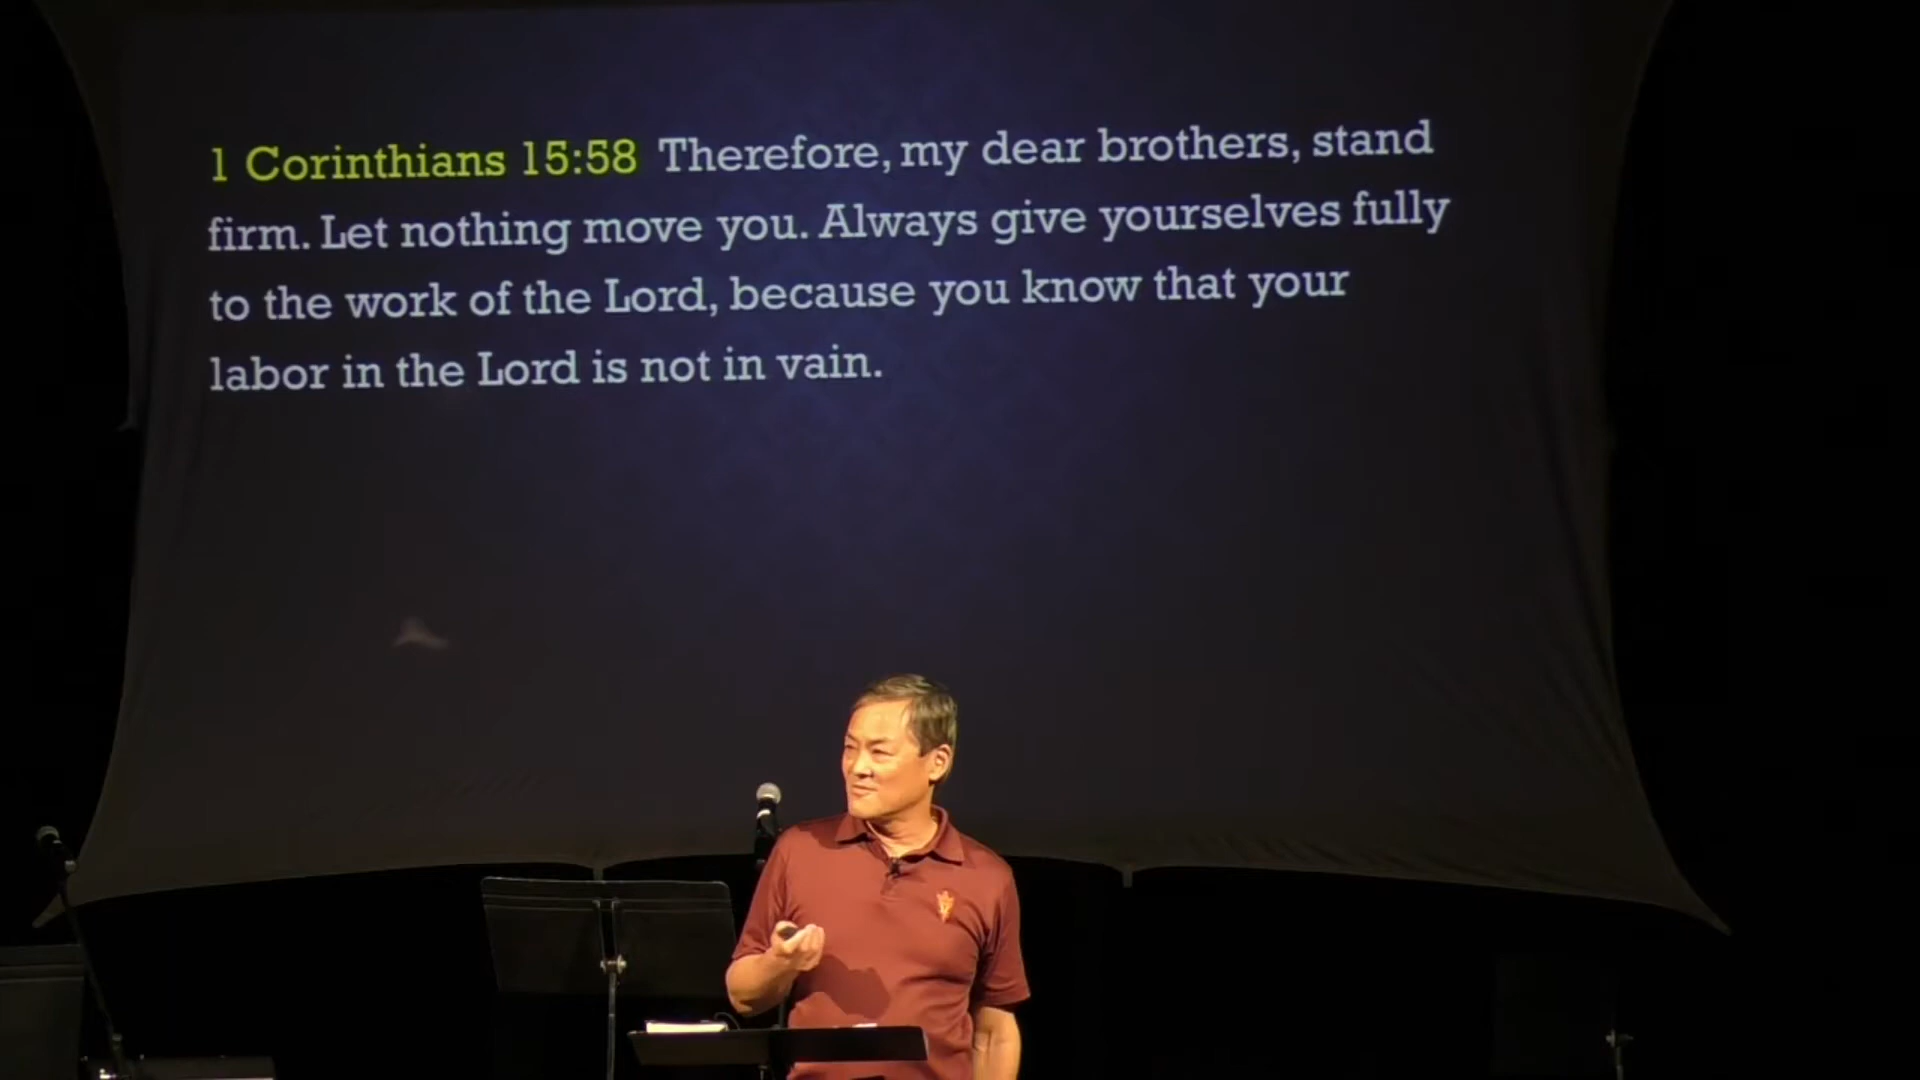 1 Corinthians 15:58 Therefore, my dear brothers, stand
firm. Let nothing move you. Always give yourselves fully
to the work of the Lord, because you know that your
labor in the Lord is not in vain.